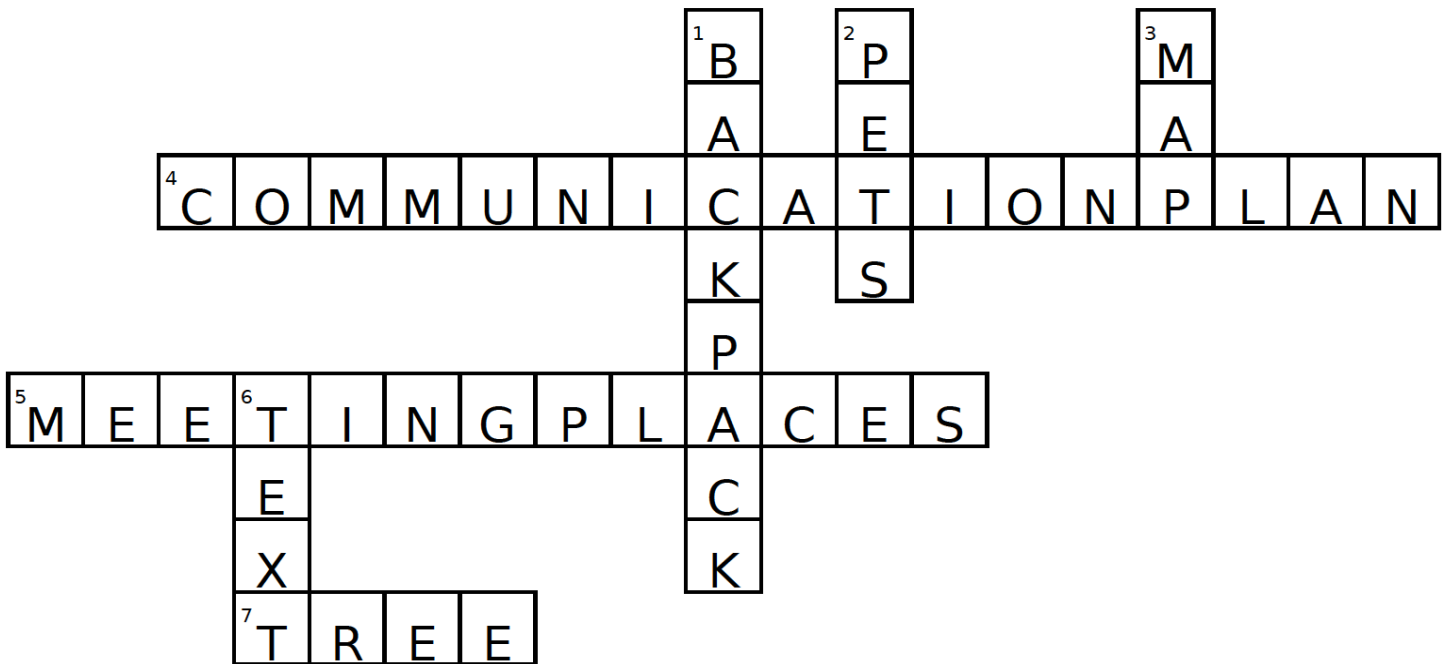 1 B 2 P 3 M
A E A
4 C O M M U N I C A T I O N P L A N
K S
P
5 M E E 6 T I N G P L A C E S
E C
X K
7 T R E E